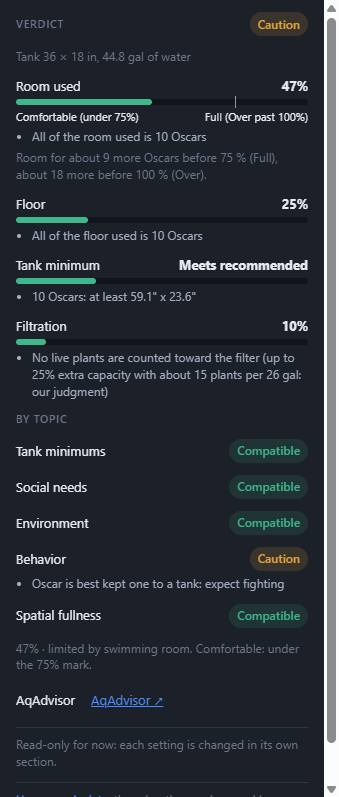 VERDICT Caution
Tank 36 × 18 in, 44.8 gal of water
Room used 47%
Comfortable (under 75%) Full (Over past 100%)
• All of the room used is 10 Oscars
Room for about 9 more Oscars before 75 % (Full),
about 18 more before 100 % (Over).
Floor 25%
• All of the floor used is 10 Oscars
Tank minimum Meets recommended
• 10 Oscars: at least 59.1" x 23.6"
Filtration 10%
• No live plants are counted toward the filter (up to
25% extra capacity with about 15 plants per 26 gal:
our judgment)
BY TOPIC
Tank minimums Compatible
Social needs Compatible
Environment Compatible
Behavior Caution
• Oscar is best kept one to a tank: expect fighting
Spatial fullness Compatible
47% · limited by swimming room. Comfortable: under
the 75% mark.
AqAdvisor AqAdvisor ↗
Read-only for now: each setting is changed in its own
section.